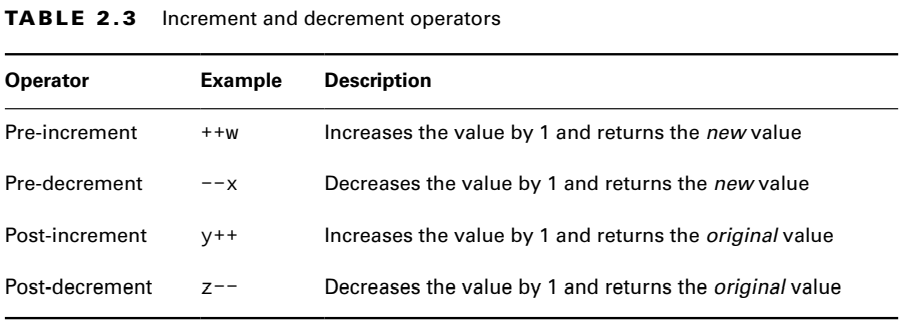 TABLE 2.3 Increment and decrement operators
Operator Example Description
Pre-increment ++w Increases the value by 1 and returns the new value
Pre-decrement --x Decreases the value by 1 and returns the new value
Post-increment y++ Increases the value by 1 and returns the original value
Post-decrement z-- Decreases the value by 1 and returns the original value